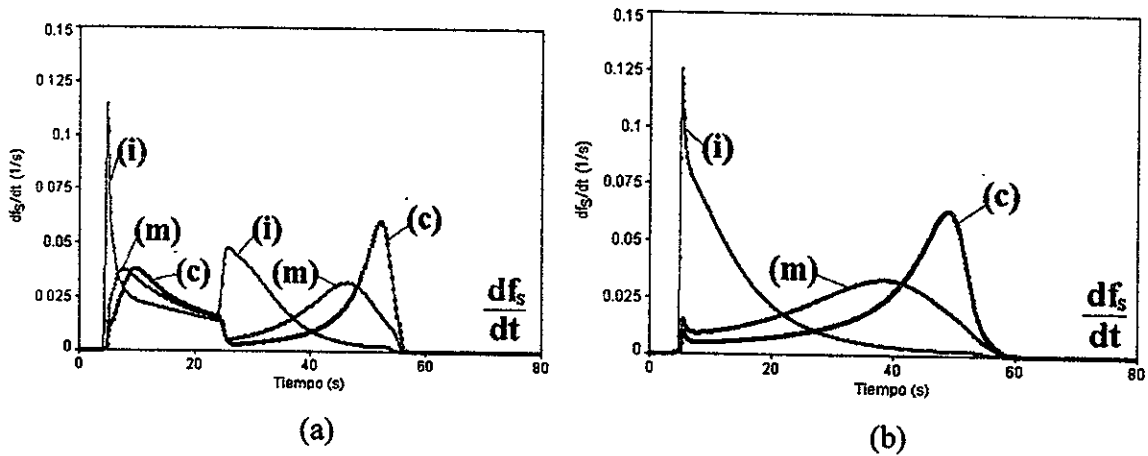 0.15
0.125
0.1
0.075
0.05
0.025
0
dfs/dt (1/s)
(i)
(m)
(c)
(i)
(m)
(c)
dfs
dt
0 20 40 60 80
Tiempo (s)
(a)
0.15
0.125
0.1
0.075
0.05
0.025
0
dfs/dt (1/s)
(i)
(m)
(c)
dfs
dt
0 20 40 60 80
Tiempo (s)
(b)